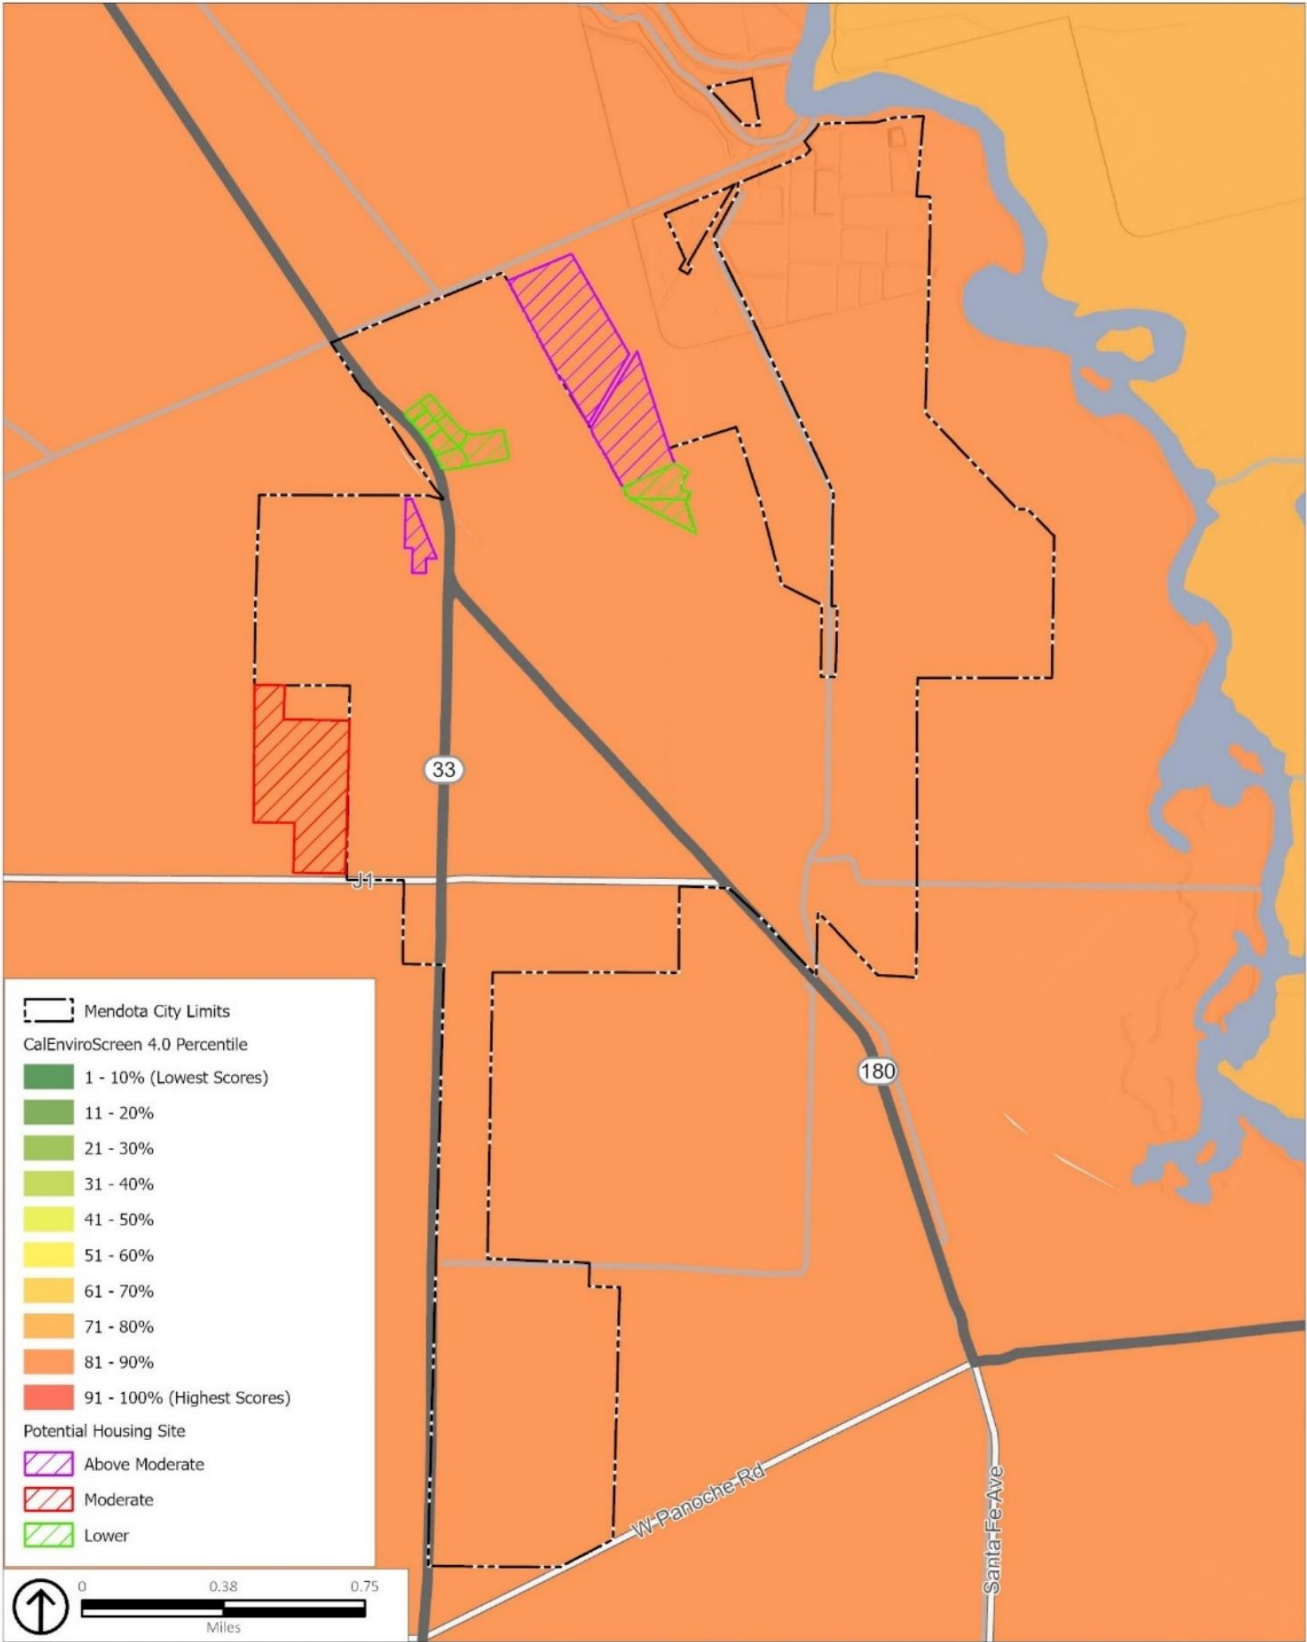 33
J1
180
W Panoche Rd
Santa Fe Ave
Mendota City Limits
CalEnviroScreen 4.0 Percentile
1 - 10% (Lowest Scores)
11 - 20%
21 - 30%
31 - 40%
41 - 50%
51 - 60%
61 - 70%
71 - 80%
81 - 90%
91 - 100% (Highest Scores)
Potential Housing Site
Above Moderate
Moderate
Lower
0 0.38 0.75
Miles